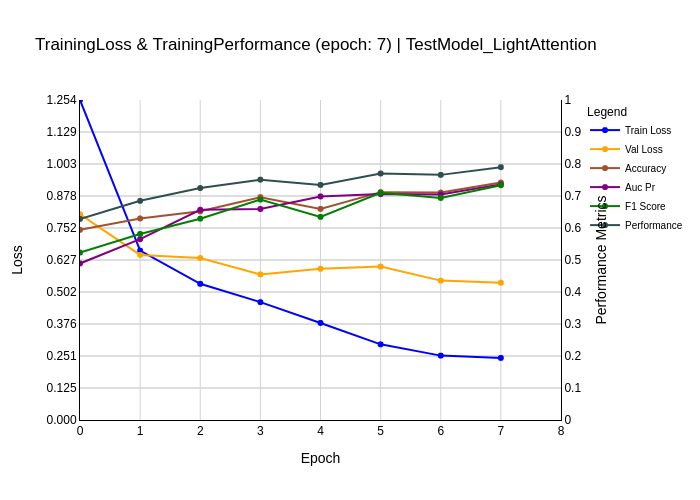 TrainingLoss & TrainingPerformance (epoch: 7) | TestModel_LightAttention
Legend
Train Loss
Val Loss
Accuracy
Auc Pr
F1 Score
Performance
Loss
1.254
1.129
1.003
0.878
0.752
0.627
0.502
0.376
0.251
0.125
0.000
1
0.9
0.8
0.7
0.6
0.5
0.4
0.3
0.2
0.1
0
Performance Metrics
0 1 2 3 4 5 6 7 8
Epoch